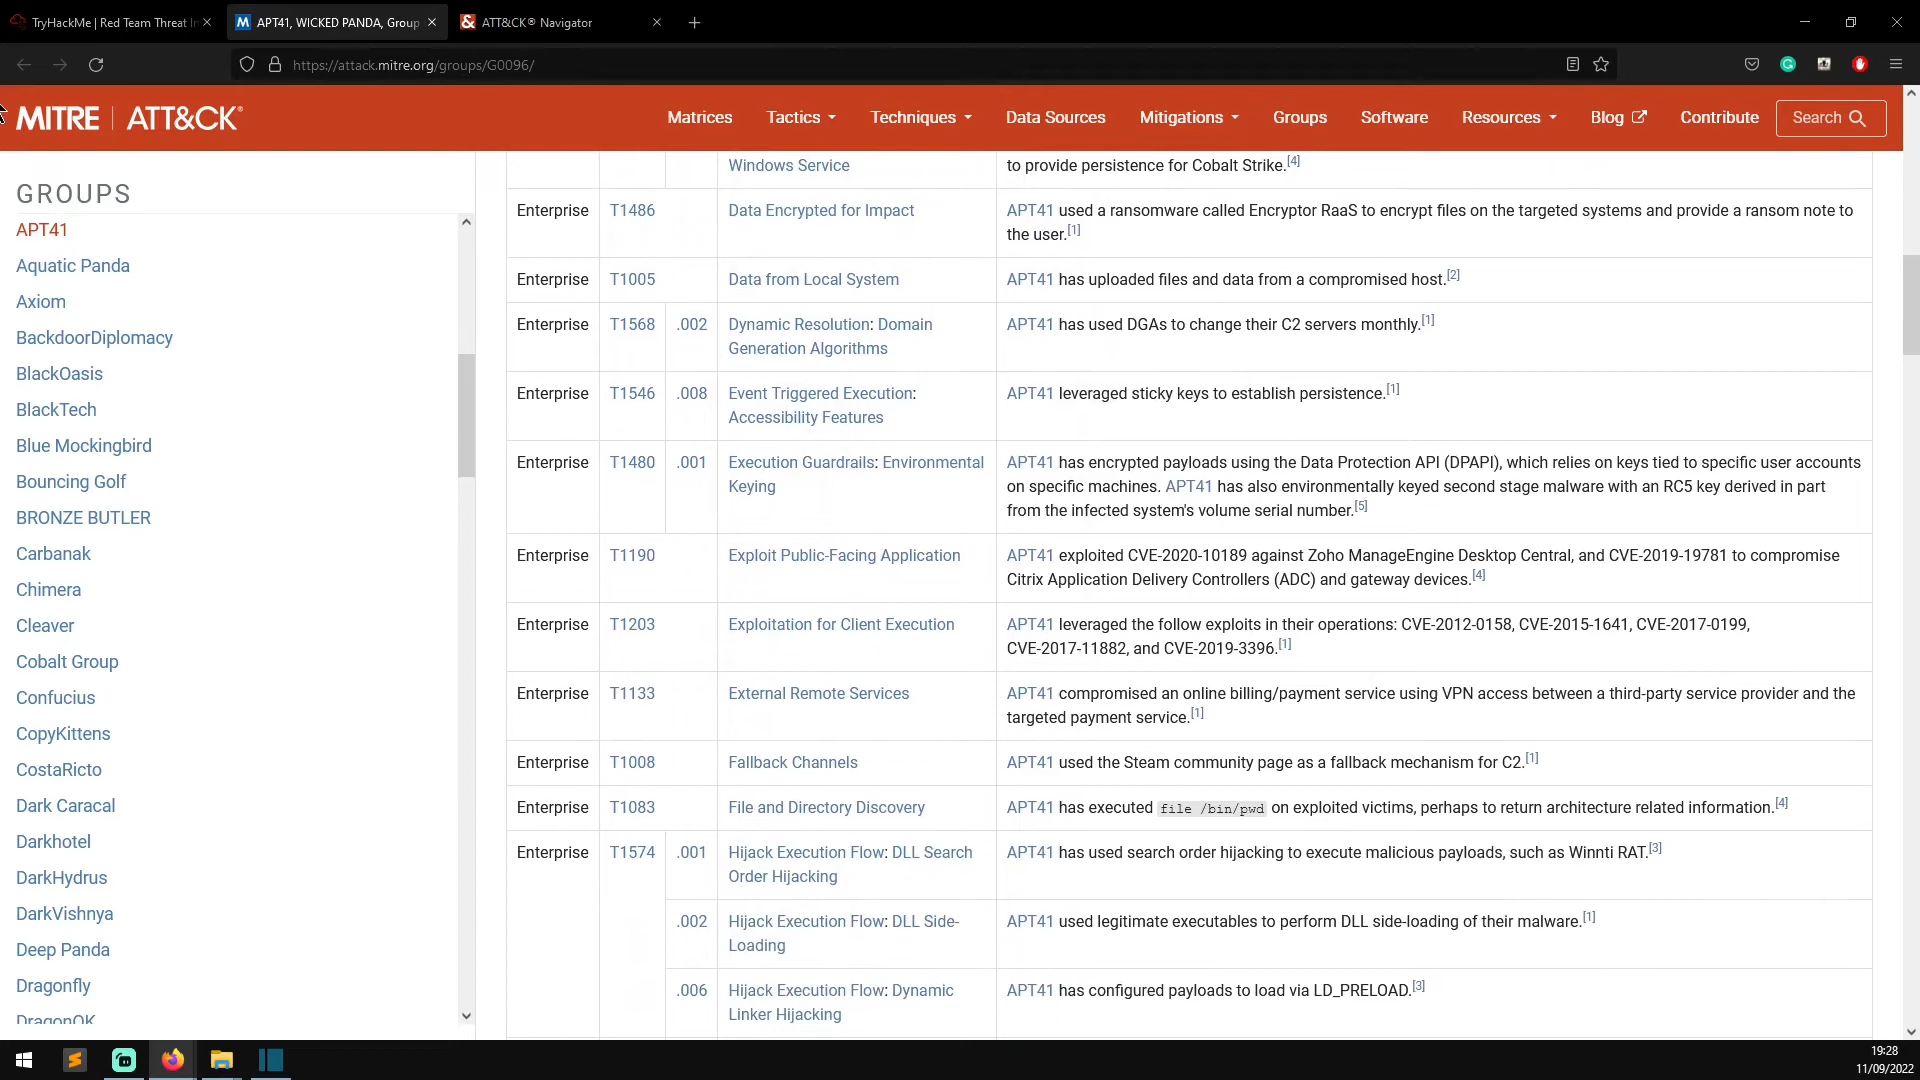 TryHackMe | Red Team Threat In
APT41, WICKED PANDA, Group
ATT&CK® Navigator
https://attack.mitre.org/groups/G0096/
MITRE | ATT&CK®
Matrices Tactics Techniques Data Sources Mitigations Groups Software Resources Blog Contribute Search
GROUPS
APT41
Aquatic Panda
Axiom
BackdoorDiplomacy
BlackOasis
BlackTech
Blue Mockingbird
Bouncing Golf
BRONZE BUTLER
Carbanak
Chimera
Cleaver
Cobalt Group
Confucius
CopyKittens
CostaRicto
Dark Caracal
Darkhotel
DarkHydrus
DarkVishnya
Deep Panda
Dragonfly
DragonOK
Windows Service
to provide persistence for Cobalt Strike.[4]
Enterprise T1486 Data Encrypted for Impact APT41 used a ransomware called Encryptor RaaS to encrypt files on the targeted systems and provide a ransom note to
the user.[1]
Enterprise T1005 Data from Local System APT41 has uploaded files and data from a compromised host.[2]
Enterprise T1568 .002 Dynamic Resolution: Domain
Generation Algorithms
APT41 has used DGAs to change their C2 servers monthly.[1]
Enterprise T1546 .008 Event Triggered Execution:
Accessibility Features
APT41 leveraged sticky keys to establish persistence.[1]
Enterprise T1480 .001 Execution Guardrails: Environmental
Keying
APT41 has encrypted payloads using the Data Protection API (DPAPI), which relies on keys tied to specific user accounts
on specific machines. APT41 has also environmentally keyed second stage malware with an RC5 key derived in part
from the infected system's volume serial number.[5]
Enterprise T1190 Exploit Public-Facing Application APT41 exploited CVE-2020-10189 against Zoho ManageEngine Desktop Central, and CVE-2019-19781 to compromise
Citrix Application Delivery Controllers (ADC) and gateway devices.[4]
Enterprise T1203 Exploitation for Client Execution APT41 leveraged the follow exploits in their operations: CVE-2012-0158, CVE-2015-1641, CVE-2017-0199,
CVE-2017-11882, and CVE-2019-3396.[1]
Enterprise T1133 External Remote Services APT41 compromised an online billing/payment service using VPN access between a third-party service provider and the
targeted payment service.[1]
Enterprise T1008 Fallback Channels APT41 used the Steam community page as a fallback mechanism for C2.[1]
Enterprise T1083 File and Directory Discovery APT41 has executed file /bin/pwd on exploited victims, perhaps to return architecture related information.[4]
Enterprise T1574 .001 Hijack Execution Flow: DLL Search
Order Hijacking
APT41 has used search order hijacking to execute malicious payloads, such as Winnti RAT.[3]
.002 Hijack Execution Flow: DLL Side-
Loading
APT41 used legitimate executables to perform DLL side-loading of their malware.[1]
.006 Hijack Execution Flow: Dynamic
Linker Hijacking
APT41 has configured payloads to load via LD_PRELOAD.[3]
19:28
11/09/2022